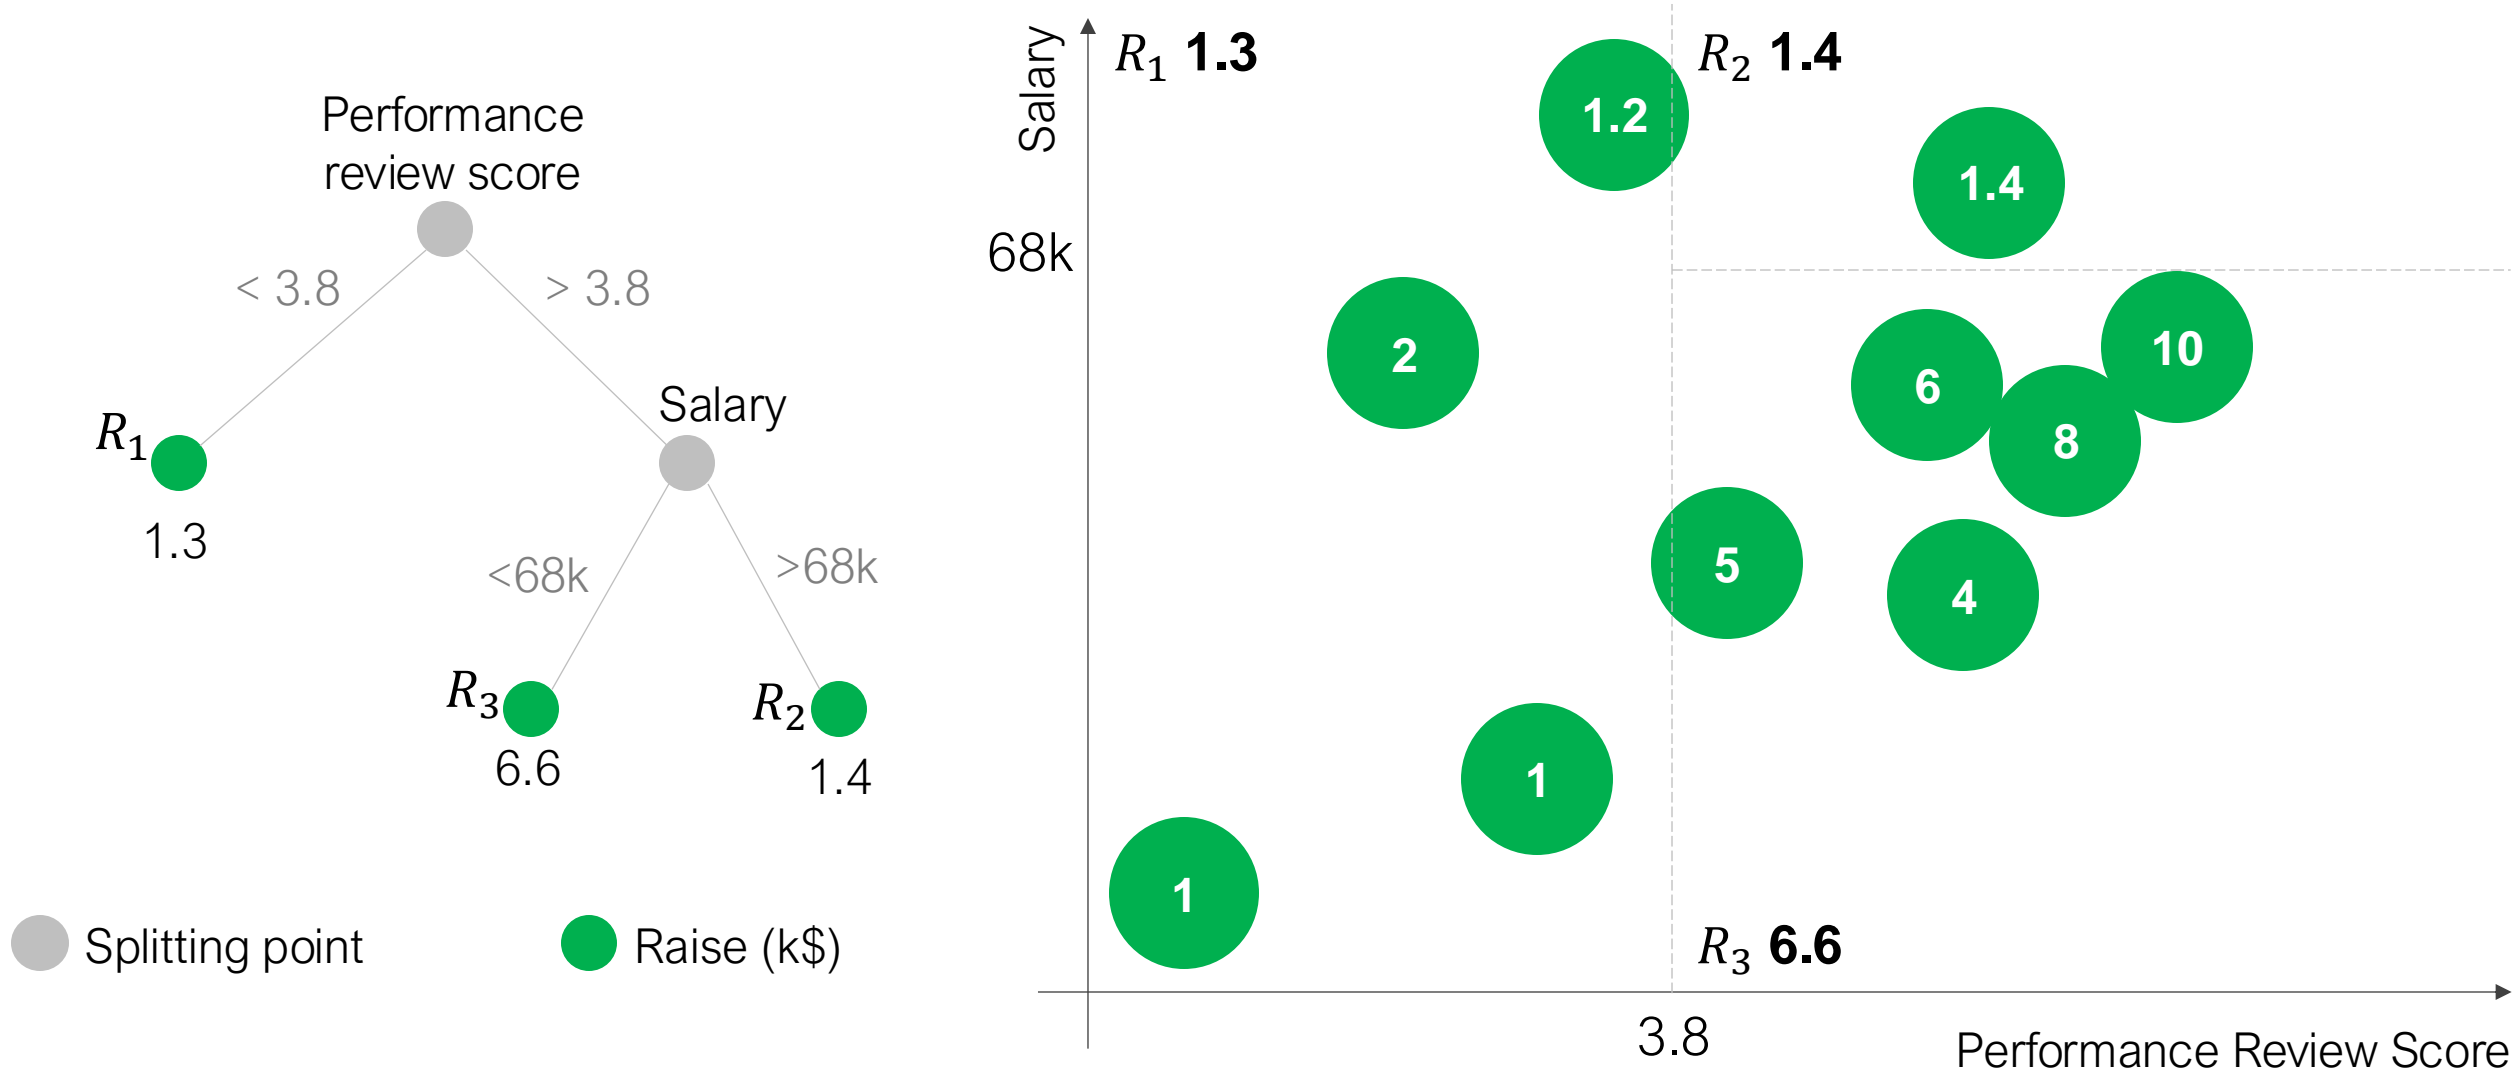 Performance
review score
< 3.8
> 3.8
R1
1.3
Salary
<68k
>68k
R3
6.6
R2
1.4
Splitting point
Raise (k$)
Salary
R1 1.3
R2 1.4
1.2
1.4
68k
2
10
6
8
5
4
1
1
R3 6.6
3.8
Performance Review Score